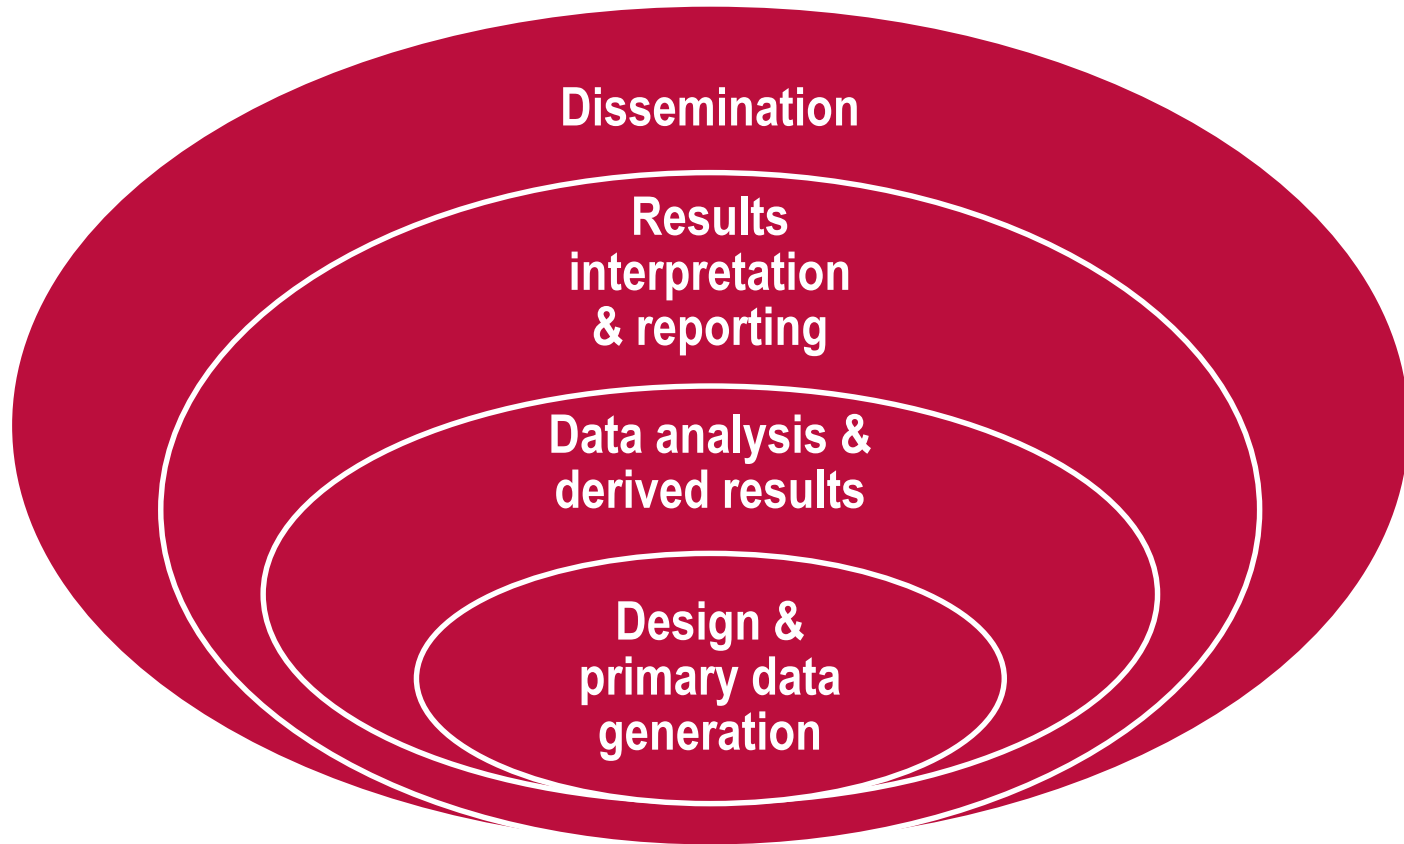 Dissemination
Results
interpretation
& reporting
Data analysis &
derived results
Design &
primary data
generation